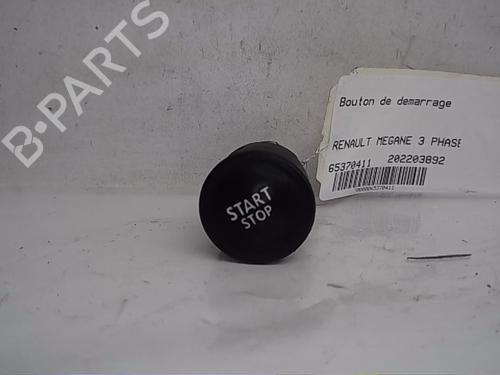 B-PARTS
Bouton de demarrage
RENAULT MEGANE 3 PHASE
65370411 202203892
START
STOP